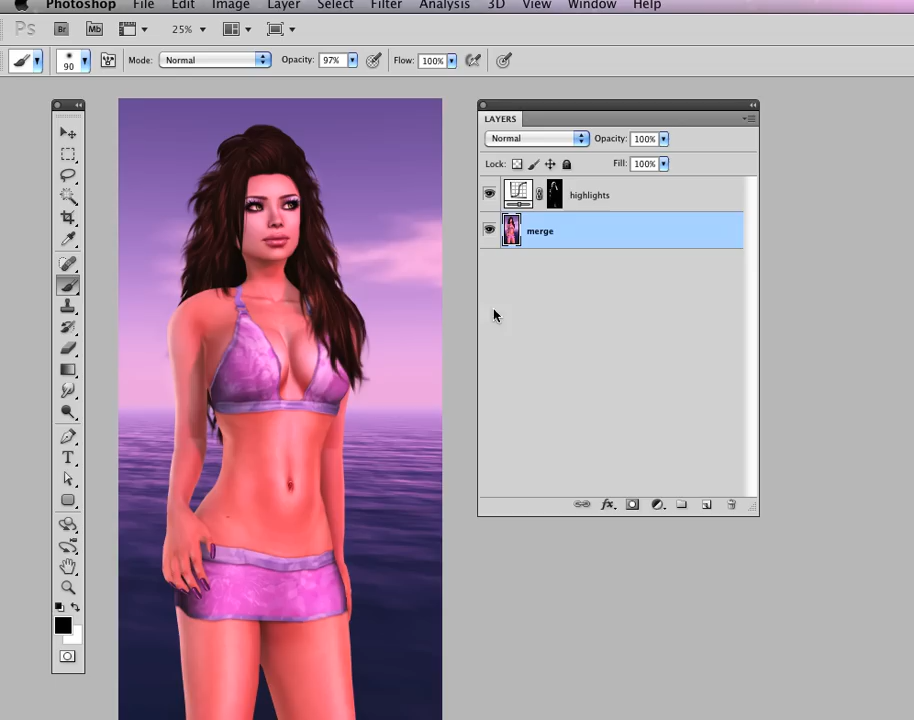 Photoshop File Edit Image Layer Select Filter Analysis 3D View Window Help
Ps Br Mb 25%
90 Mode: Normal Opacity: 97% Flow: 100%
LAYERS
Normal Opacity: 100%
Lock: Fill: 100%
highlights
merge
T
fx.